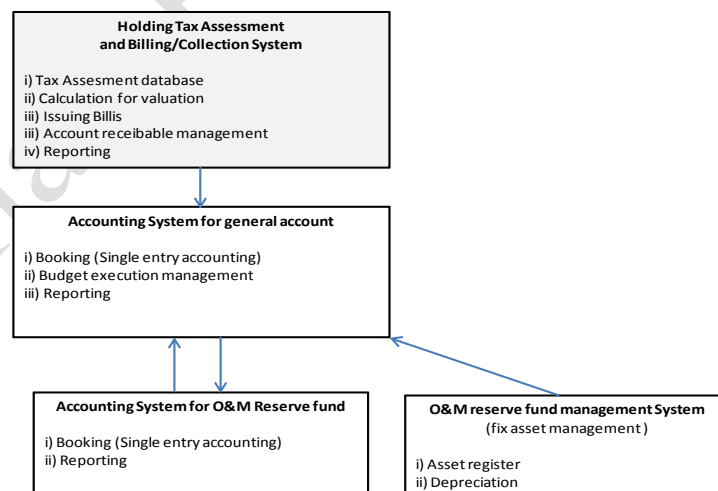 Holding Tax Assessment
and Billing/Collection System
i) Tax Assesment database
ii) Calculation for valuation
iii) Issuing Billis
iii) Account receibable management
iv) Reporting
Accounting System for general account
i) Booking (Single entry accounting)
ii) Budget execution management
iii) Reporting
Accounting System for O&M Reserve fund
i) Booking (Single entry accounting)
ii) Reporting
O&M reserve fund management System
(fix asset management )
i) Asset register
ii) Depreciation